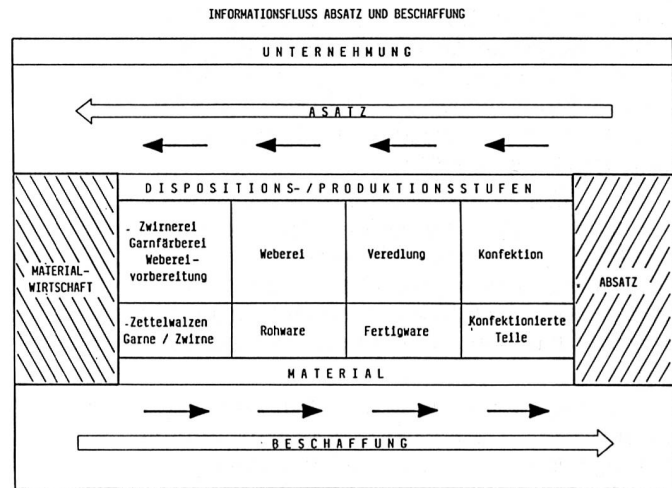 INFORMATIONSFLUSS ABSATZ UND BESCHAFFUNG
UNTERNEHMUNG
ASATZ
DISPOSITIONS-/PRODUKTIONSSTUFEN
MATERIAL-
WIRTSCHAFT
Zwirnerei
Garnfärberei
Weberei-
vorbereitung
Weberei
Veredlung
Konfektion
ABSATZ
Zettelwalzen
Garne / Zwirne
Rohware
Fertigware
Konfektionierte
Teile
MATERIAL
BESCHAFFUNG